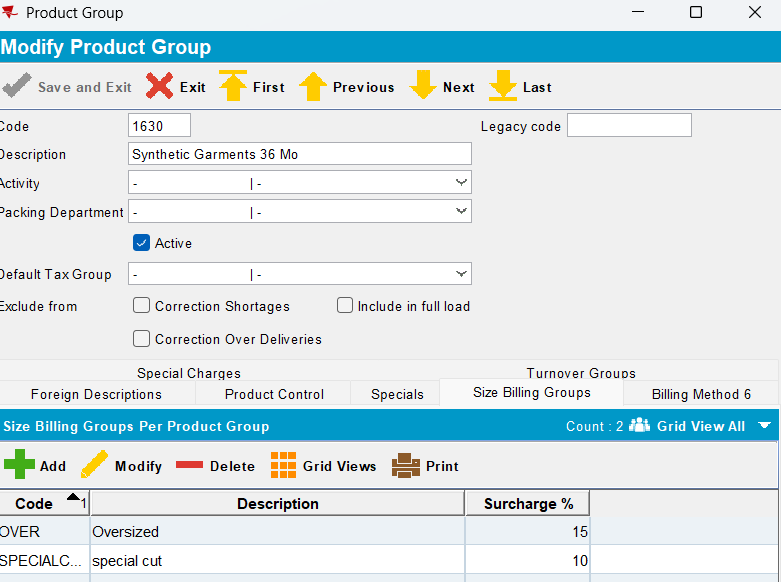 Product Group
Modify Product Group
Save and Exit Exit First Previous Next Last
Code 1630 Legacy code
Description Synthetic Garments 36 Mo
Activity - | -
Packing Department - | -
Active
Default Tax Group - | -
Exclude from Correction Shortages Include in full load
Correction Over Deliveries
Special Charges Turnover Groups
Foreign Descriptions Product Control Specials Size Billing Groups Billing Method 6
Size Billing Groups Per Product Group Count : 2 Grid View All
Add Modify Delete Grid Views Print
Code 1 Description Surcharge %
OVER Oversized 15
SPECIALC... special cut 10